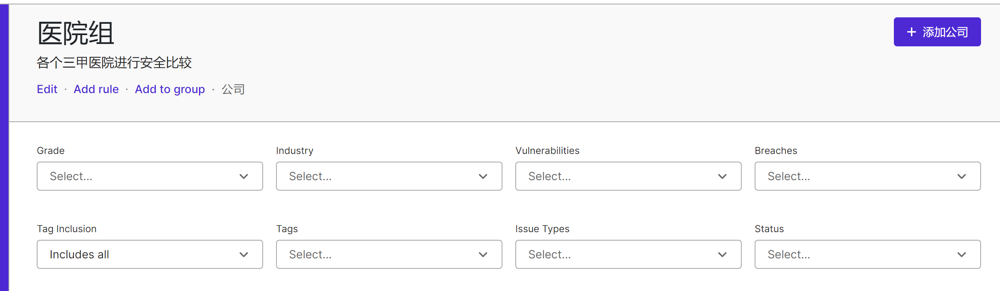 医院组
+ 添加公司
各个三甲医院进行安全比较
Edit · Add rule · Add to group · 公司
Grade Industry Vulnerabilities Breaches
Select... Select... Select... Select...
Tag Inclusion Tags Issue Types Status
Includes all Select... Select... Select...